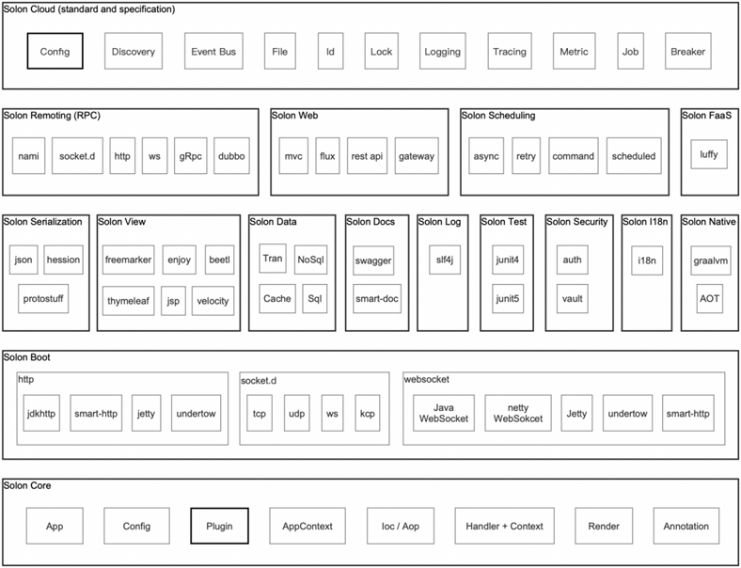 Solon Cloud (standard and specification)
Config
Discovery
Event Bus
File
Id
Lock
Logging
Tracing
Metric
Job
Breaker
Solon Remoting (RPC)
nami
socket.d
http
ws
gRpc
dubbo
Solon Web
mvc
flux
rest api
gateway
Solon Scheduling
async
retry
command
scheduled
Solon FaaS
luffy
Solon Serialization
json
hession
protostuff
Solon View
freemarker
enjoy
beetl
thymeleaf
jsp
velocity
Solon Data
Tran
NoSql
Cache
Sql
Solon Docs
swagger
smart-doc
Solon Log
slf4j
Solon Test
junit4
junit5
Solon Security
auth
vault
Solon I18n
i18n
Solon Native
graalvm
AOT
Solon Boot
http
jdkhttp
smart-http
jetty
undertow
socket.d
tcp
udp
ws
kcp
websocket
Java
WebSocket
netty
WebSokcet
Jetty
undertow
smart-http
Solon Core
App
Config
Plugin
AppContext
Ioc / Aop
Handler + Context
Render
Annotation